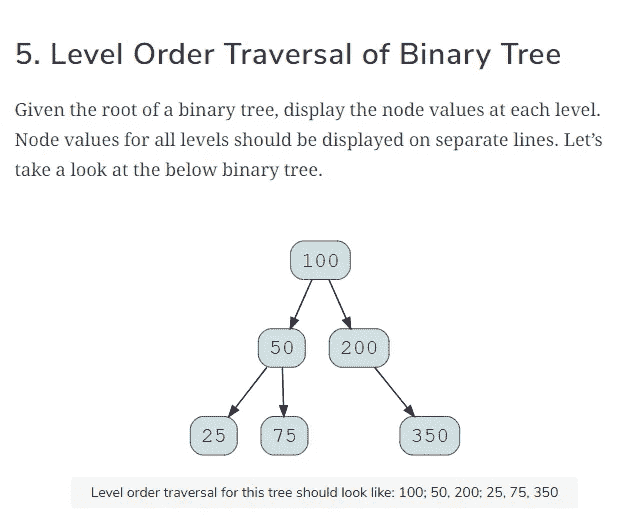 5. Level Order Traversal of Binary Tree
Given the root of a binary tree, display the node values at each level.
Node values for all levels should be displayed on separate lines. Let’s
take a look at the below binary tree.
100
50 200
25 75 350
Level order traversal for this tree should look like: 100; 50, 200; 25, 75, 350